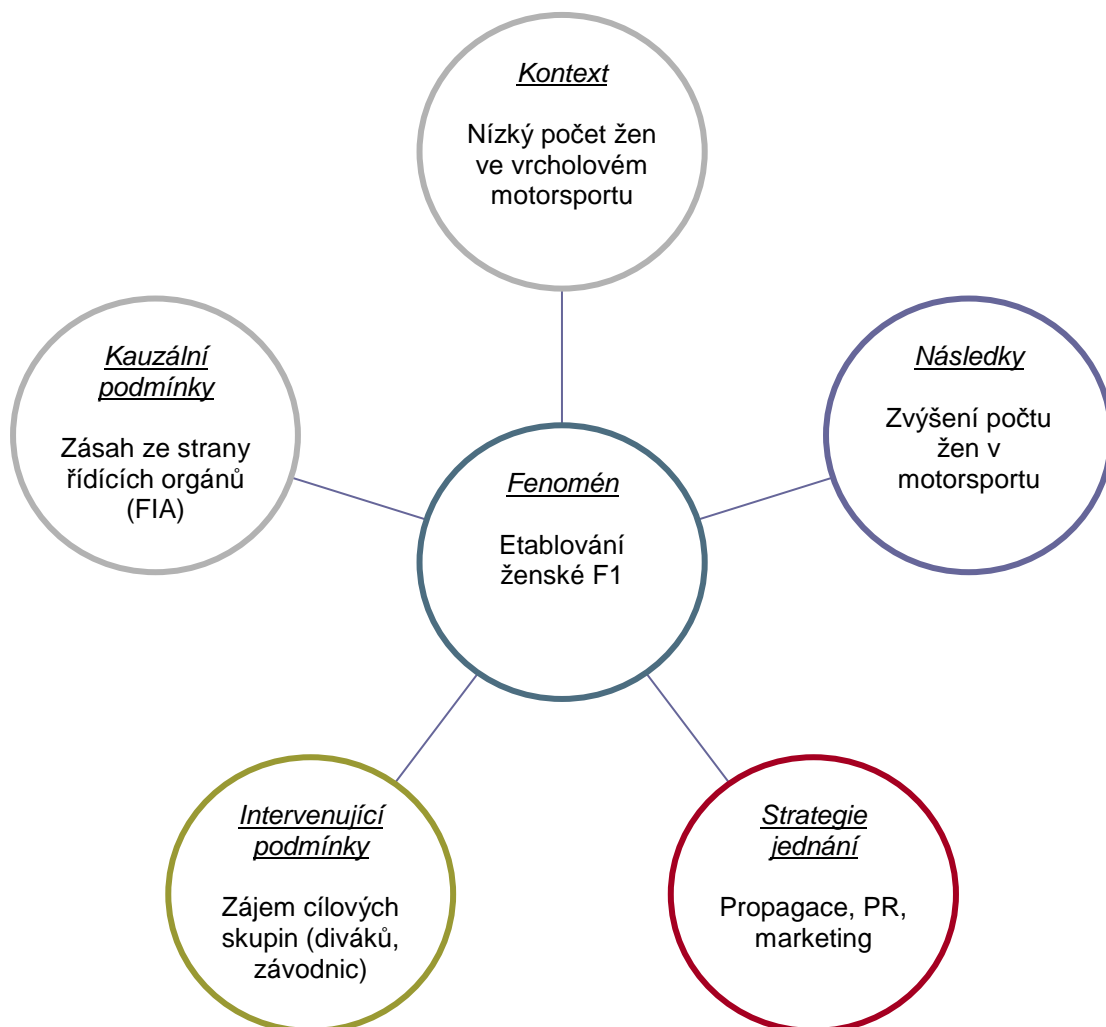 Kontext
Nízký počet žen
ve vrcholovém
motorsportu
Kauzální
podmínky
Zásah ze strany
řídících orgánů
(FIA)
Následky
Zvýšení počtu
žen v
motorsportu
Fenomén
Etablování
ženské F1
Intervenující
podmínky
Zájem cílových
skupin (diváků,
závodnic)
Strategie
jednání
Propagace, PR,
marketing